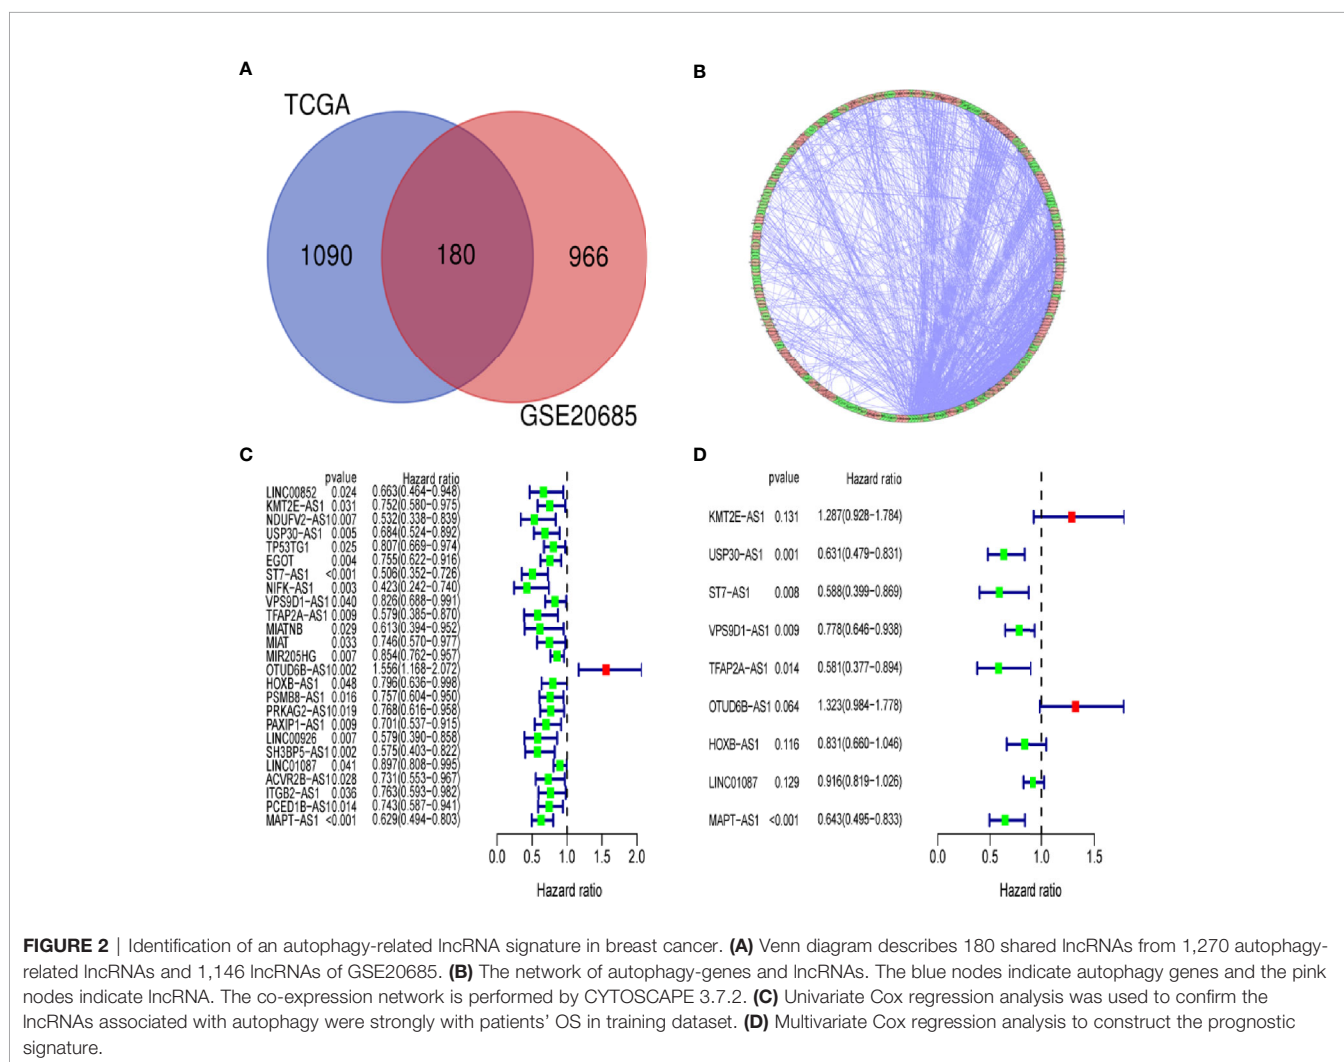 A
B
TCGA
1090
180
966
GSE20685
C
pvalue Hazard ratio
LINC00852 0.024 0.663(0.464−0.948)
KMT2E−AS1 0.031 0.752(0.580−0.975)
NDUFV2−AS1 0.007 0.532(0.338−0.839)
USP30−AS1 0.005 0.684(0.524−0.892)
TP53TG1 0.025 0.807(0.669−0.974)
EGOT 0.004 0.755(0.622−0.916)
ST7−AS1 <0.001 0.506(0.352−0.726)
NIFK−AS1 0.003 0.423(0.242−0.740)
VPS9D1−AS1 0.040 0.826(0.688−0.991)
TFAP2A−AS1 0.009 0.579(0.385−0.870)
MIATNB 0.029 0.613(0.394−0.952)
MIAT 0.033 0.746(0.570−0.977)
MIR205HG 0.007 0.854(0.762−0.957)
OTUD6B−AS1 0.002 1.556(1.168−2.072)
HOXB−AS1 0.048 0.796(0.636−0.998)
PSMB8−AS1 0.016 0.757(0.604−0.950)
PRKAG2−AS1 0.019 0.768(0.616−0.958)
PAXIP1−AS1 0.009 0.701(0.537−0.915)
LINC00926 0.007 0.579(0.390−0.858)
SH3BP5−AS1 0.002 0.575(0.403−0.822)
LINC01087 0.041 0.897(0.808−0.995)
ACVR2B−AS1 0.028 0.731(0.553−0.967)
ITGB2−AS1 0.036 0.763(0.593−0.982)
PCED1B−AS1 0.014 0.743(0.587−0.941)
MAPT−AS1 <0.001 0.629(0.494−0.803)
0.0 0.5 1.0 1.5 2.0
Hazard ratio
D
pvalue Hazard ratio
KMT2E−AS1 0.131 1.287(0.928−1.784)
USP30−AS1 0.001 0.631(0.479−0.831)
ST7−AS1 0.008 0.588(0.399−0.869)
VPS9D1−AS1 0.009 0.778(0.646−0.938)
TFAP2A−AS1 0.014 0.581(0.377−0.894)
OTUD6B−AS1 0.064 1.323(0.984−1.778)
HOXB−AS1 0.116 0.831(0.660−1.046)
LINC01087 0.129 0.916(0.819−1.026)
MAPT−AS1 <0.001 0.643(0.495−0.833)
0.0 0.5 1.0 1.5
Hazard ratio
FIGURE 2 | Identification of an autophagy-related lncRNA signature in breast cancer. (A) Venn diagram describes 180 shared lncRNAs from 1,270 autophagy-
related lncRNAs and 1,146 lncRNAs of GSE20685. (B) The network of autophagy-genes and lncRNAs. The blue nodes indicate autophagy genes and the pink
nodes indicate lncRNA. The co-expression network is performed by CYTOSCAPE 3.7.2. (C) Univariate Cox regression analysis was used to confirm the
lncRNAs associated with autophagy were strongly with patients’ OS in training dataset. (D) Multivariate Cox regression analysis to construct the prognostic
signature.